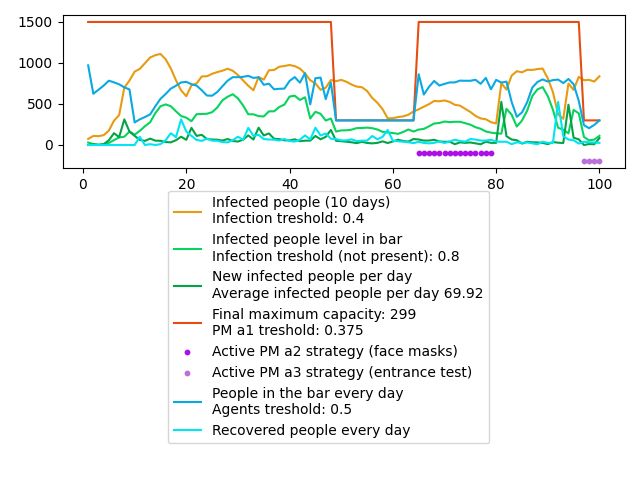 1500
1000
500
0
0
20
40
60
80
100
Infected people (10 days)
Infection treshold: 0.4
Infected people level in bar
Infection treshold (not present): 0.8
New infected people per day
Average infected people per day 69.92
Final maximum capacity: 299
PM a1 treshold: 0.375
Active PM a2 strategy (face masks)
Active PM a3 strategy (entrance test)
People in the bar every day
Agents treshold: 0.5
Recovered people every day